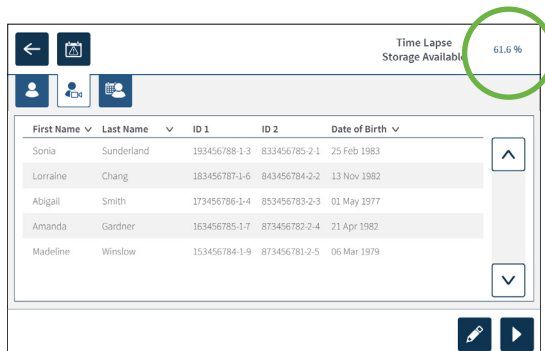 Time Lapse
Storage Available 61.6 %
First Name Last Name ID 1 ID 2 Date of Birth
Sonia Sunderland 193456788-1-3 833456785-2-1 25 Feb 1983
Lorraine Chang 183456787-1-6 843456784-2-2 13 Nov 1982
Abigail Smith 173456786-1-4 853456783-2-3 01 May 1977
Amanda Gardner 163456785-1-7 873456782-2-4 21 Apr 1982
Madeline Winslow 153456784-1-9 873456781-2-5 06 Mar 1979